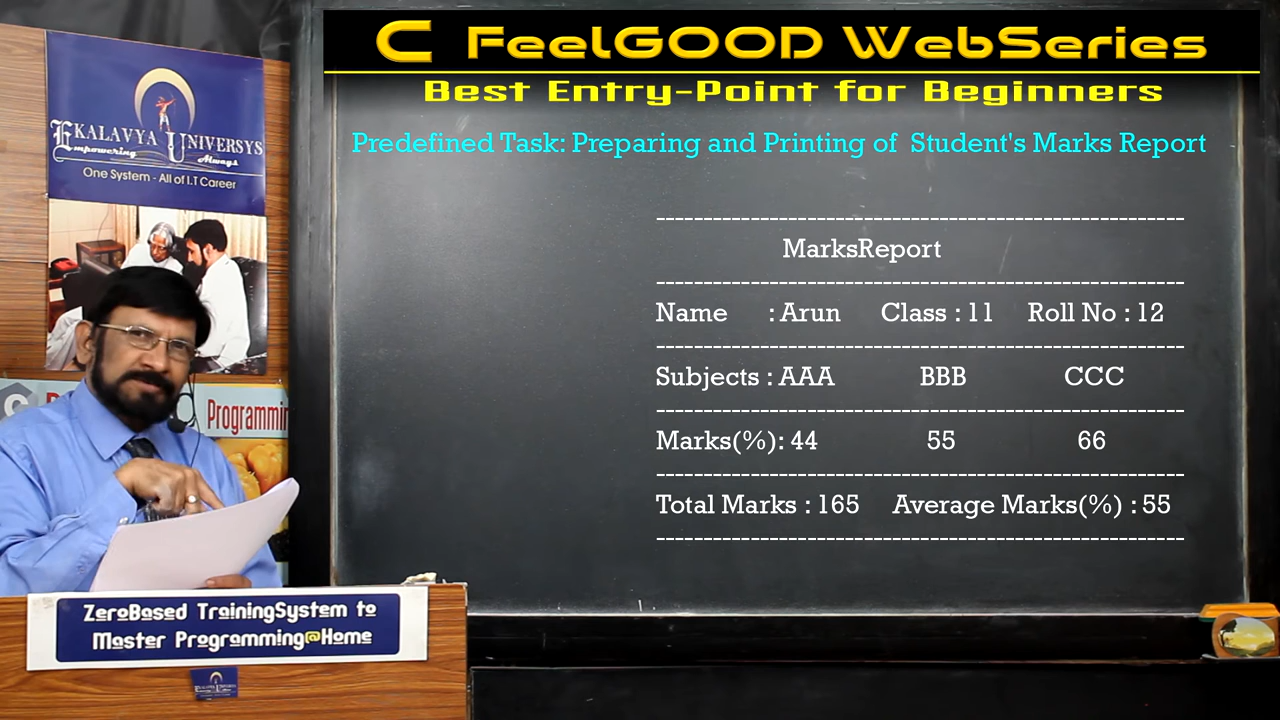 C FeelGOOD WebSeries
Best Entry-Point for Beginners
Predefined Task: Preparing and Printing of Student's Marks Report
--------------------------------------------------------
MarksReport
--------------------------------------------------------
Name : Arun Class : 11 Roll No : 12
--------------------------------------------------------
Subjects : AAA BBB CCC
--------------------------------------------------------
Marks(%): 44 55 66
--------------------------------------------------------
Total Marks : 165 Average Marks(%) : 55
--------------------------------------------------------
EKALAVYA UNIVERSYS
Empowering Always
One System - All of I.T Career
C
Programmin
ZeroBased TrainingSystem to
Master Programming@Home
EKALAVYA UNIVERSYS